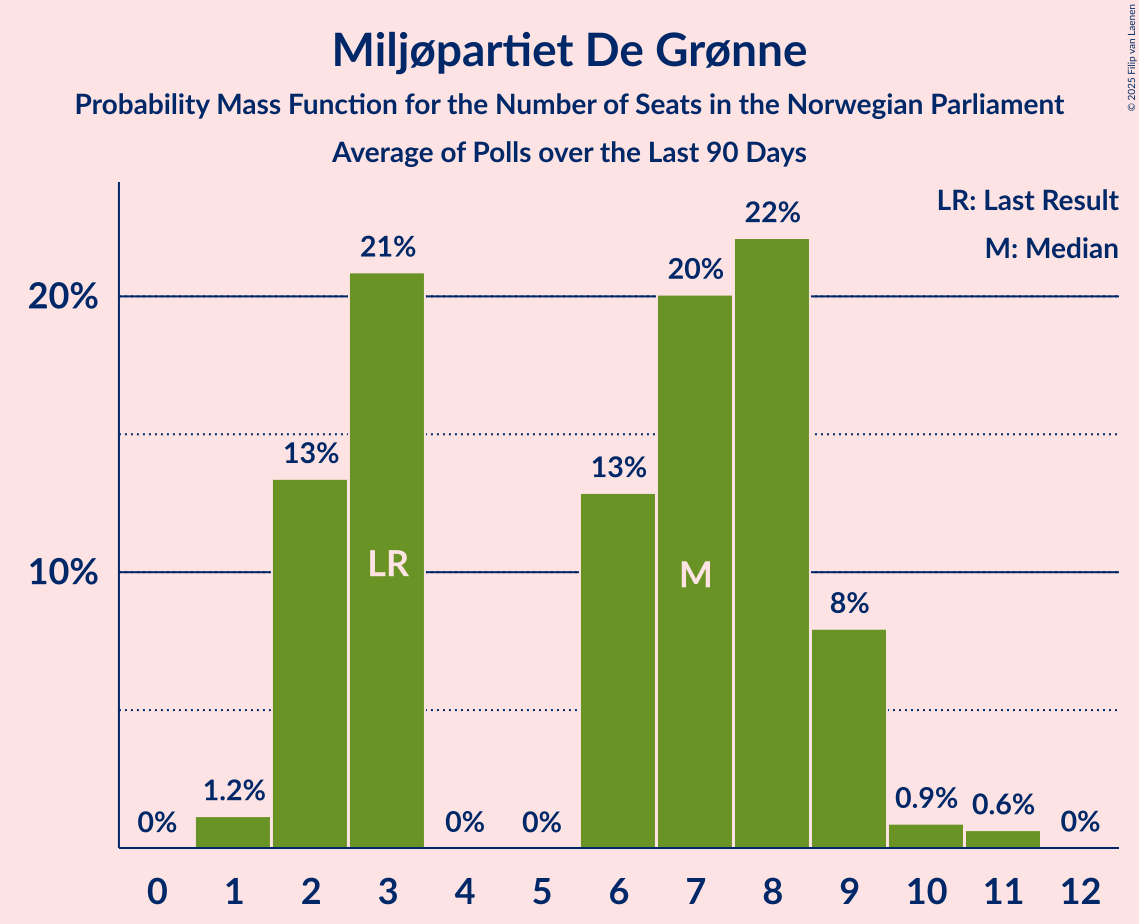 Miljøpartiet De Grønne
Probability Mass Function for the Number of Seats in the Norwegian Parliament
Average of Polls over the Last 90 Days
© 2025 Filip van Laenen
LR: Last Result
M: Median
20%
10%
0%
1.2%
13%
21%
0%
0%
13%
20%
22%
8%
0.9%
0.6%
0%
LR
M
0 1 2 3 4 5 6 7 8 9 10 11 12